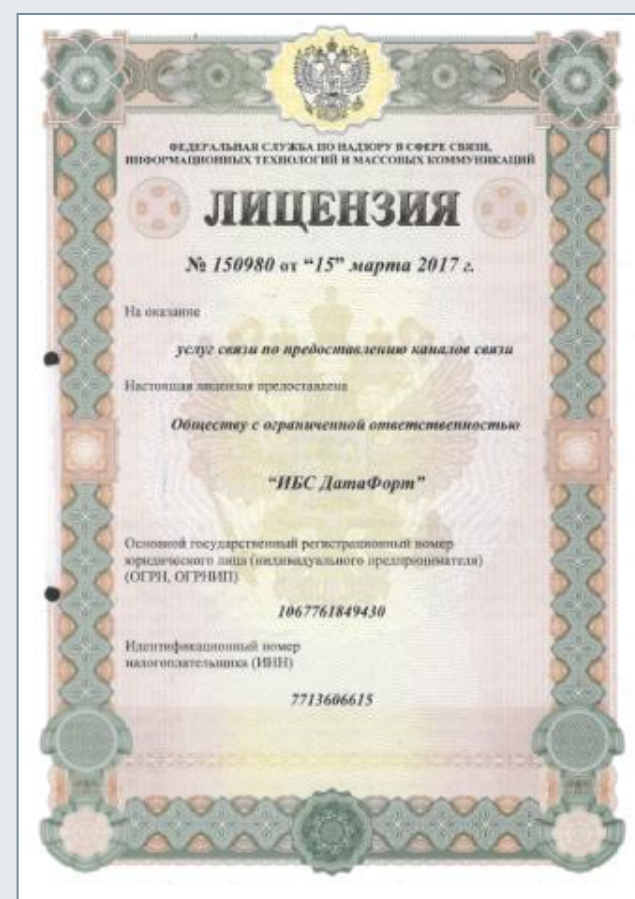 ФЕДЕРАЛЬНАЯ СЛУЖБА ПО НАДЗОРУ В СФЕРЕ СВЯЗИ,
ИНФОРМАЦИОННЫХ ТЕХНОЛОГИЙ И МАССОВЫХ КОММУНИКАЦИЙ
ЛИЦЕНЗИЯ
№ 150980 от “15” марта 2017 г.
На оказание
услуг связи по предоставлению каналов связи
Настоящая лицензия предоставлена
Обществу с ограниченной ответственностью
“ИБС ДатаФорт”
Основной государственный регистрационный номер
юридического лица (индивидуального предпринимателя)
(ОГРН, ОГРНИП)
1067761849430
Идентификационный номер
налогоплательщика (ИНН)
7713606615